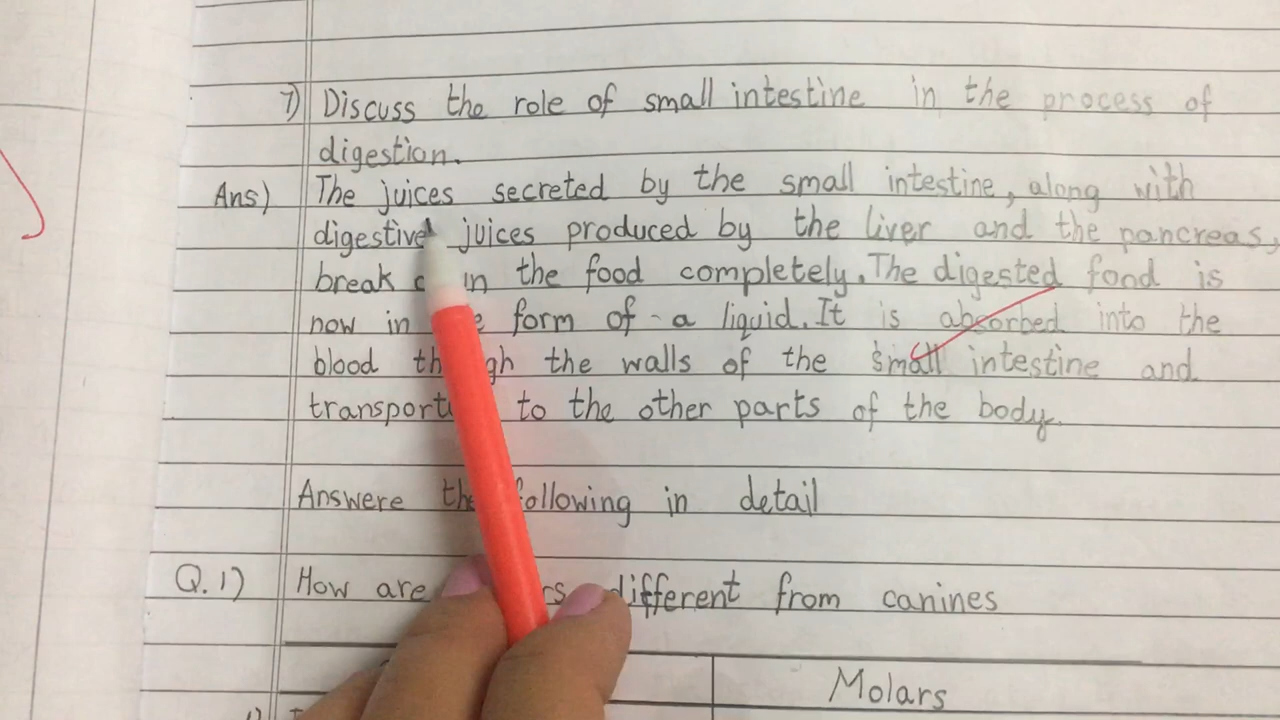 7) Discuss the role of small intestine in the process of
digestion.
Ans) The juices secreted by the small intestine, along with
digestive juices produced by the liver and the pancreas,
break the food completely. The digested food is
now in form of a liquid. It is absorbed into the
blood the walls of the small intestine and
to the other parts of the body.
Answere the following in detail
Q.1) How are different from canines
Molars